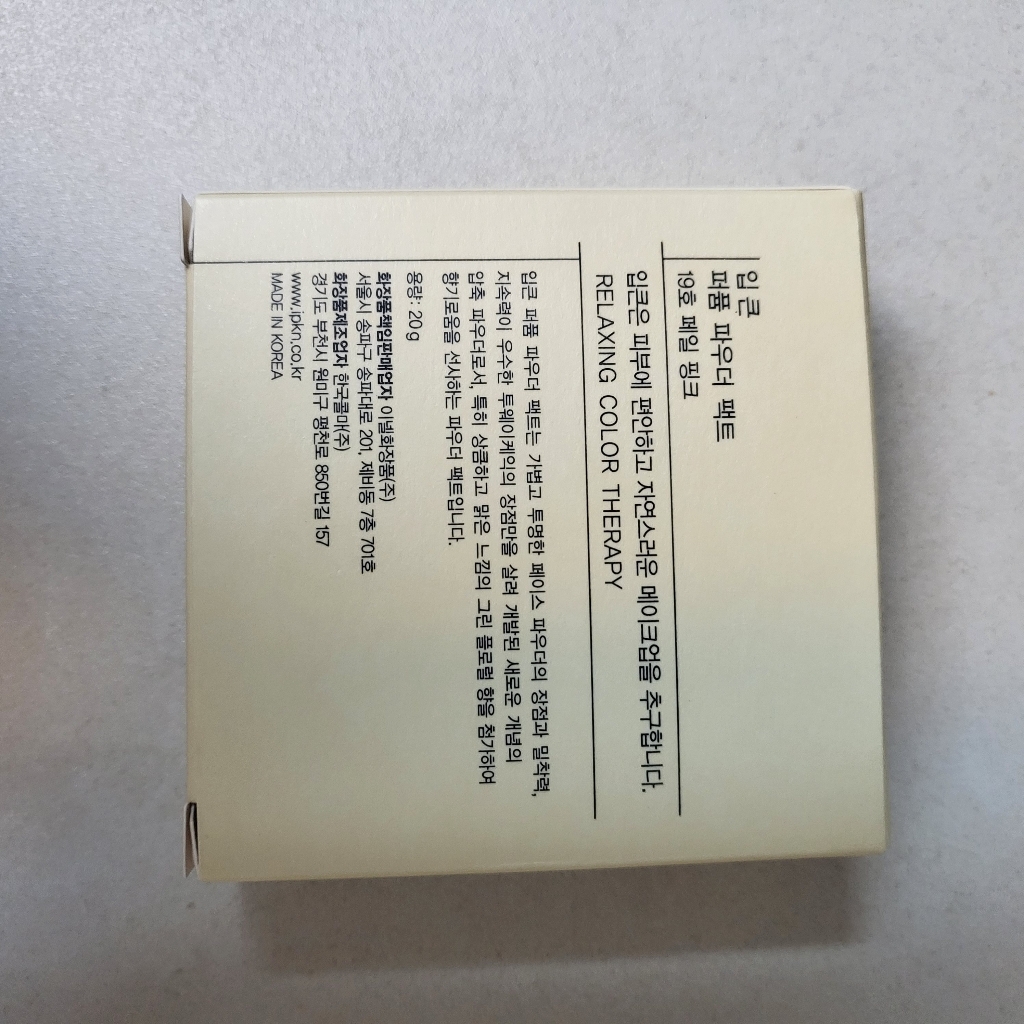 입큰
퍼품 파우더 팩트
19호 페일 핑크
입큰은 피부에 편안하고 자연스러운 메이크업을 추구합니다.
RELAXING COLOR THERAPY
입큰 퍼품 파우더 팩트는 가볍고 투명한 페이스 파우더의 장점과 밀착력,
지속력이 우수한 투웨이케익의 장점만을 살려 개발된 새로운 개념의
압축 파우더로서, 특히 상큼하고 맑은 느낌의 그린 플로럴 향을 첨가하여
향기로움을 선사하는 파우더 팩트입니다.
용량: 20g
화장품책임판매업자 이넬화장품(주)
서울시 송파구 송파대로 201, 제비동 7층 701호
화장품제조업자 한국콜마(주)
경기도 부천시 원미구 평천로 850번길 157
www.ipkn.co.kr
MADE IN KOREA